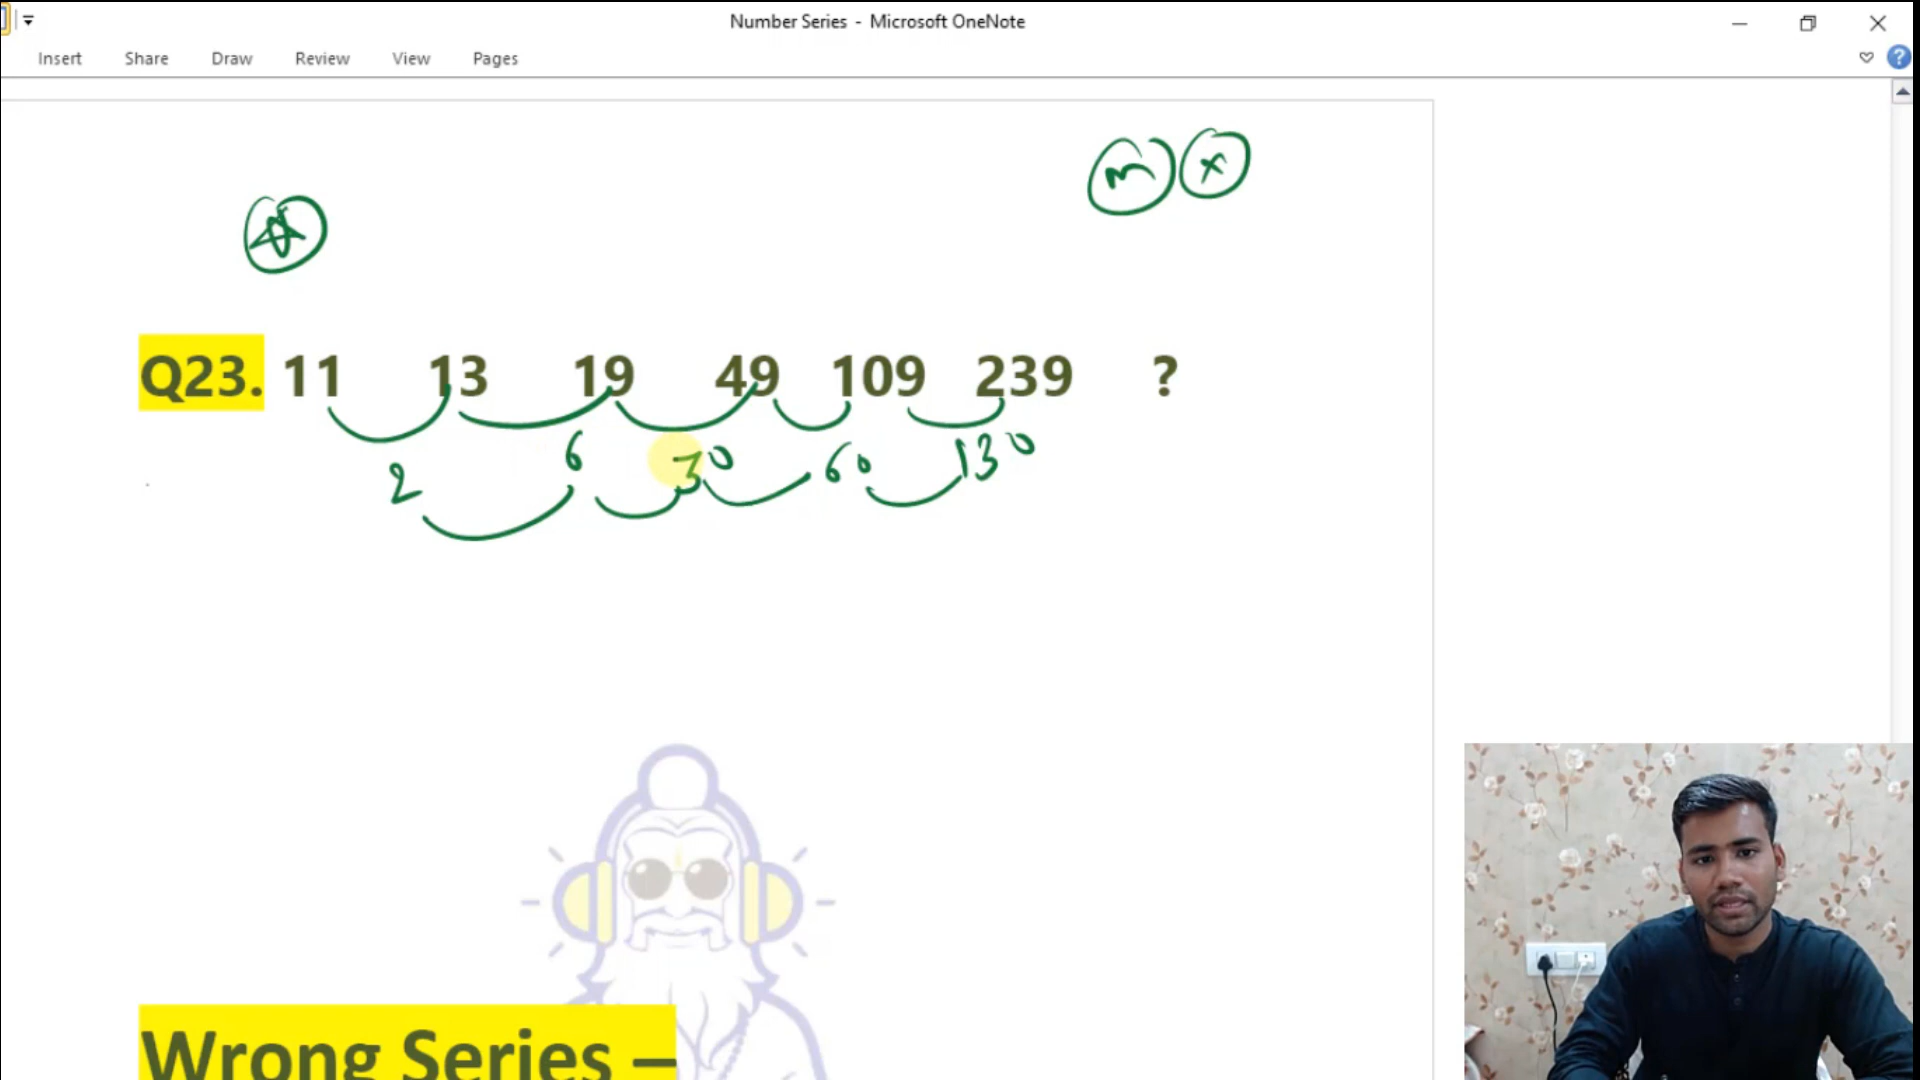 Number Series - Microsoft OneNote
Insert Share Draw Review View Pages
?
m x
Q23. 11 13 19 49 109 239 ?
2 6 30 60 130
Wrong Series –